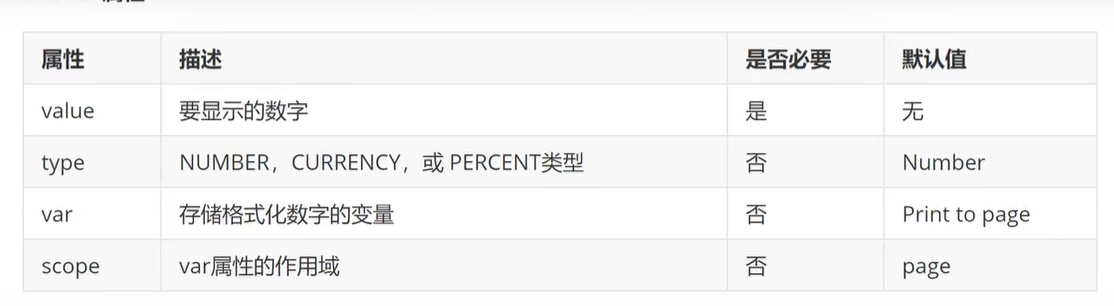 属性 描述 是否必要 默认值
value 要显示的数字 是 无
type NUMBER，CURRENCY，或 PERCENT类型 否 Number
var 存储格式化数字的变量 否 Print to page
scope var属性的作用域 否 page